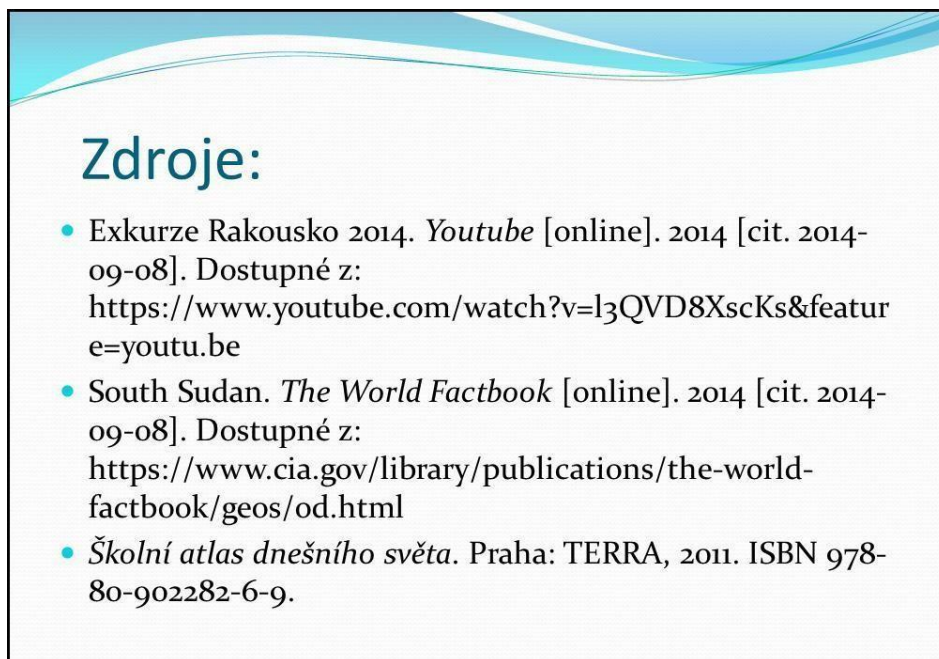 Zdroje:
• Exkurze Rakousko 2014. Youtube [online]. 2014 [cit. 2014-
09-08]. Dostupné z:
https://www.youtube.com/watch?v=l3QVD8XscKs&featur
e=youtu.be
• South Sudan. The World Factbook [online]. 2014 [cit. 2014-
09-08]. Dostupné z:
https://www.cia.gov/library/publications/the-world-
factbook/geos/od.html
• Školní atlas dnešního světa. Praha: TERRA, 2011. ISBN 978-
80-902282-6-9.